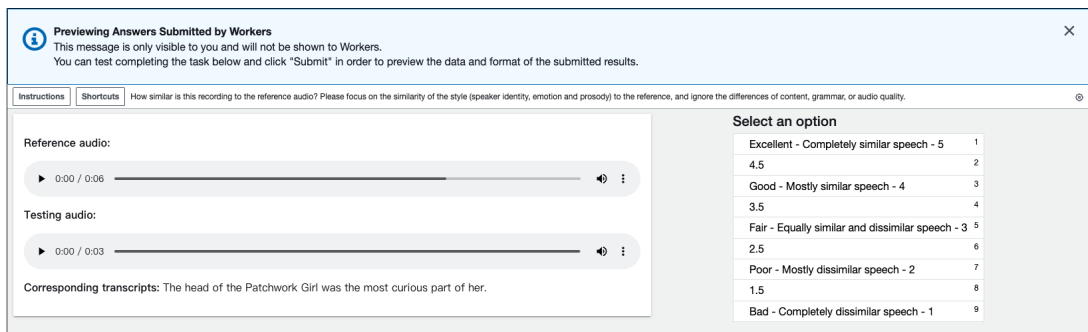 Previewing Answers Submitted by Workers
This message is only visible to you and will not be shown to Workers.
You can test completing the task below and click "Submit" in order to preview the data and format of the submitted results.
Instructions Shortcuts How similar is this recording to the reference audio? Please focus on the similarity of the style (speaker identity, emotion and prosody) to the reference, and ignore the differences of content, grammar, or audio quality.
Reference audio:
0:00 / 0:06
Testing audio:
0:00 / 0:03
Corresponding transcripts: The head of the Patchwork Girl was the most curious part of her.
Select an option
Excellent - Completely similar speech - 5 1
4.5 2
Good - Mostly similar speech - 4 3
3.5 4
Fair - Equally similar and dissimilar speech - 3 5
2.5 6
Poor - Mostly dissimilar speech - 2 7
1.5 8
Bad - Completely dissimilar speech - 1 9